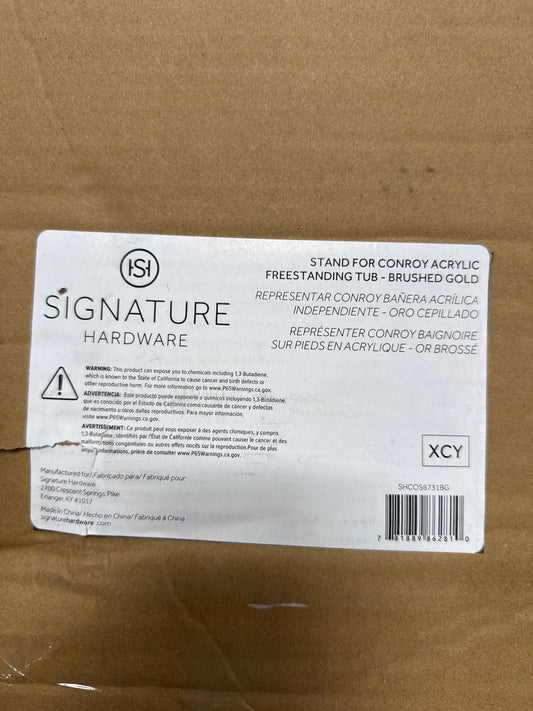 SH
SIGNATURE
HARDWARE
STAND FOR CONROY ACRYLIC
FREESTANDING TUB - BRUSHED GOLD
REPRESENTAR CONROY BAÑERA ACRÍLICA
INDEPENDIENTE - ORO CEPILLADO
REPRÉSENTER CONROY BAIGNOIRE
SUR PIEDS EN ACRYLIQUE - OR BROSSÉ
WARNING: This product can expose you to chemicals including 1,3-Butadiene,
which is known to the State of California to cause cancer and birth defects or
other reproductive harm. For more information go to www.P65Warnings.ca.gov.
ADVERTENCIA: Este producto puede exponerle a químicos incluyendo 1,3-Butadiene,
que es conocido por el Estado de California como causante de cáncer y defectos
de nacimiento o otros daños reproductivos. Para mayor información,
visite www.P65Warnings.ca.gov.
AVERTISSEMENT: Ce produit peut vous exposer à des agents chimiques, y compris
1,3-Butadiene, identifiés par l'État de Californie comme pouvant causer le cancer et des
malformations congénitales ou autres effets nocifs sur la reproduction.Pour de plus
informations, prière de consulter www.P65Warnings.ca.gov.
XCY
Manufactured for/ Fabricado para/ Fabriqué pour:
Signature Hardware
2700 Crescent Springs Pike
Erlanger, KY 41017
Made in China/ Hecho en China/ Fabriqué à China
signaturehardware.com
SHCOS6731BG
7 81889 86281 0